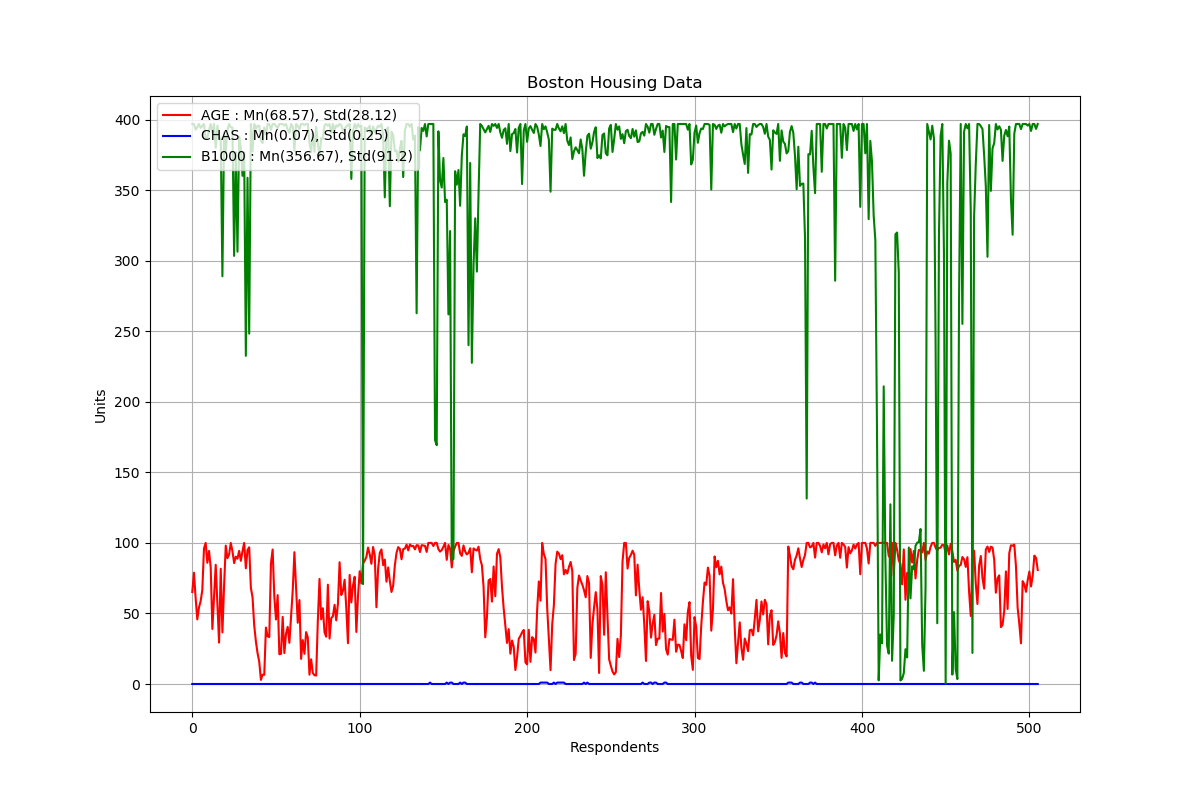 Boston Housing Data
AGE : Mn(68.57), Std(28.12)
CHAS : Mn(0.07), Std(0.25)
B1000 : Mn(356.67), Std(91.2)
400
350
300
250
200
150
100
50
0
Units
0 100 200 300 400 500
Respondents